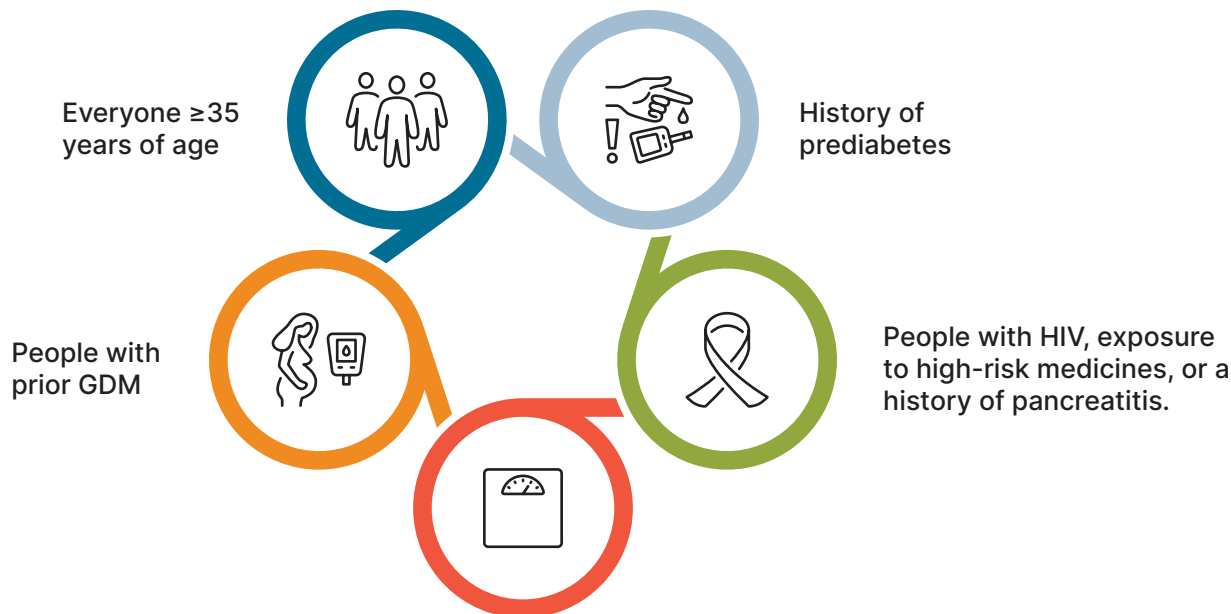 Everyone ≥35
years of age
History of
prediabetes
People with
prior GDM
People with HIV, exposure
to high-risk medicines, or a
history of pancreatitis.